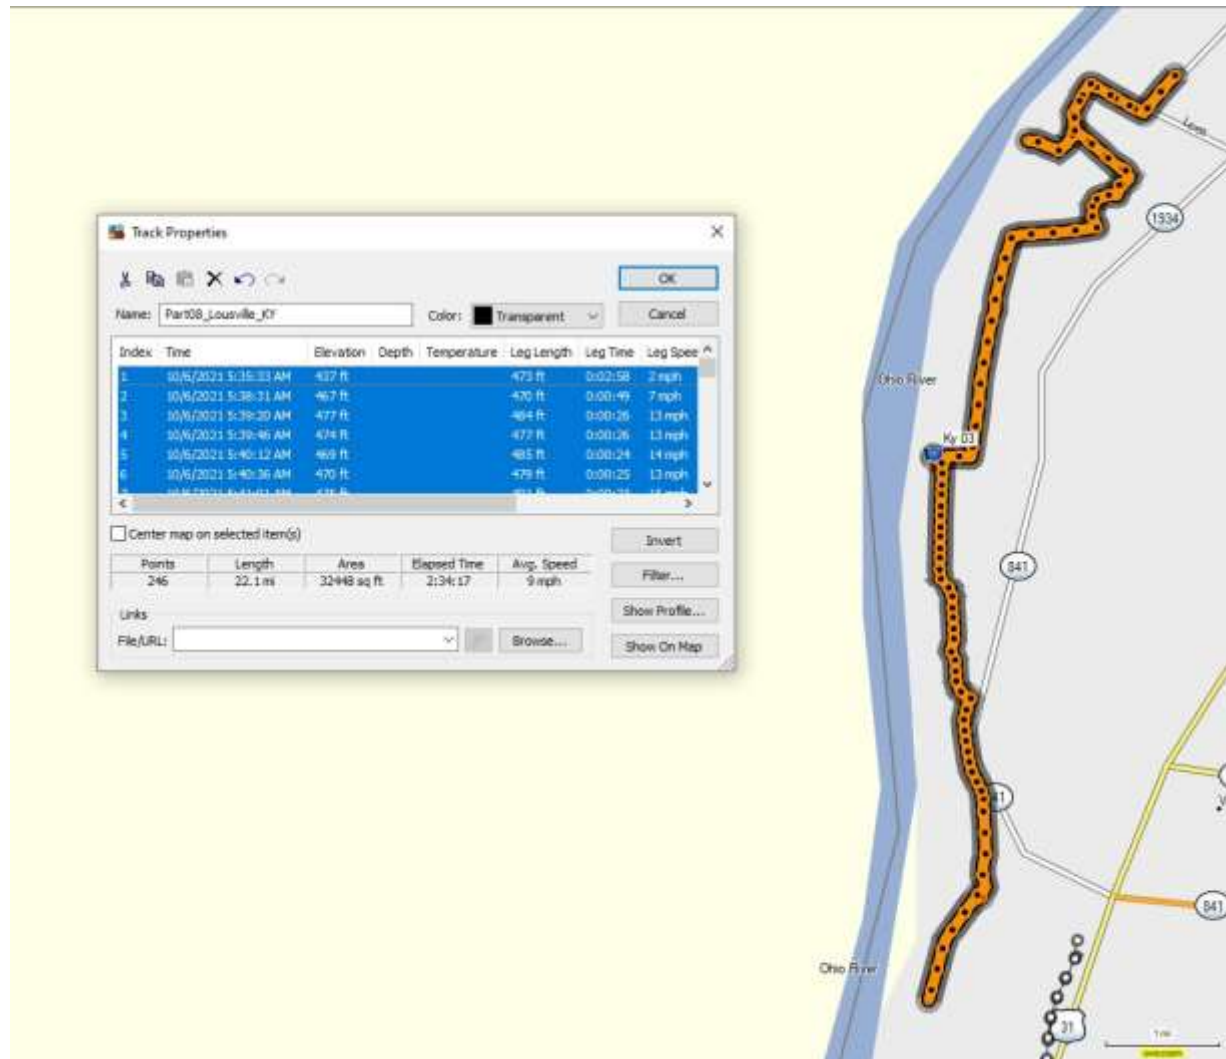 Track Properties
OK
Name: Part08_Lousville_KY Color: Transparent Cancel
Index Time Elevation Depth Temperature Leg Length Leg Time Leg Spee
1 10/6/2021 5:35:33 AM 437 ft 473 ft 0:02:58 2 mph
2 10/6/2021 5:38:31 AM 467 ft 470 ft 0:00:49 7 mph
3 10/6/2021 5:39:20 AM 477 ft 484 ft 0:00:26 13 mph
4 10/6/2021 5:39:46 AM 474 ft 477 ft 0:00:26 13 mph
5 10/6/2021 5:40:12 AM 469 ft 485 ft 0:00:24 14 mph
6 10/6/2021 5:40:36 AM 470 ft 479 ft 0:00:25 13 mph
Center map on selected item(s)
Invert
Points Length Area Elapsed Time Avg. Speed
246 22.1 mi 32448 sq ft 2:34:17 9 mph
Filter...
Links
Show Profile...
File/URL: Browse...
Show On Map
1934
Ohio River
Ky 03
841
41
841
Ohio River
31
1 mi